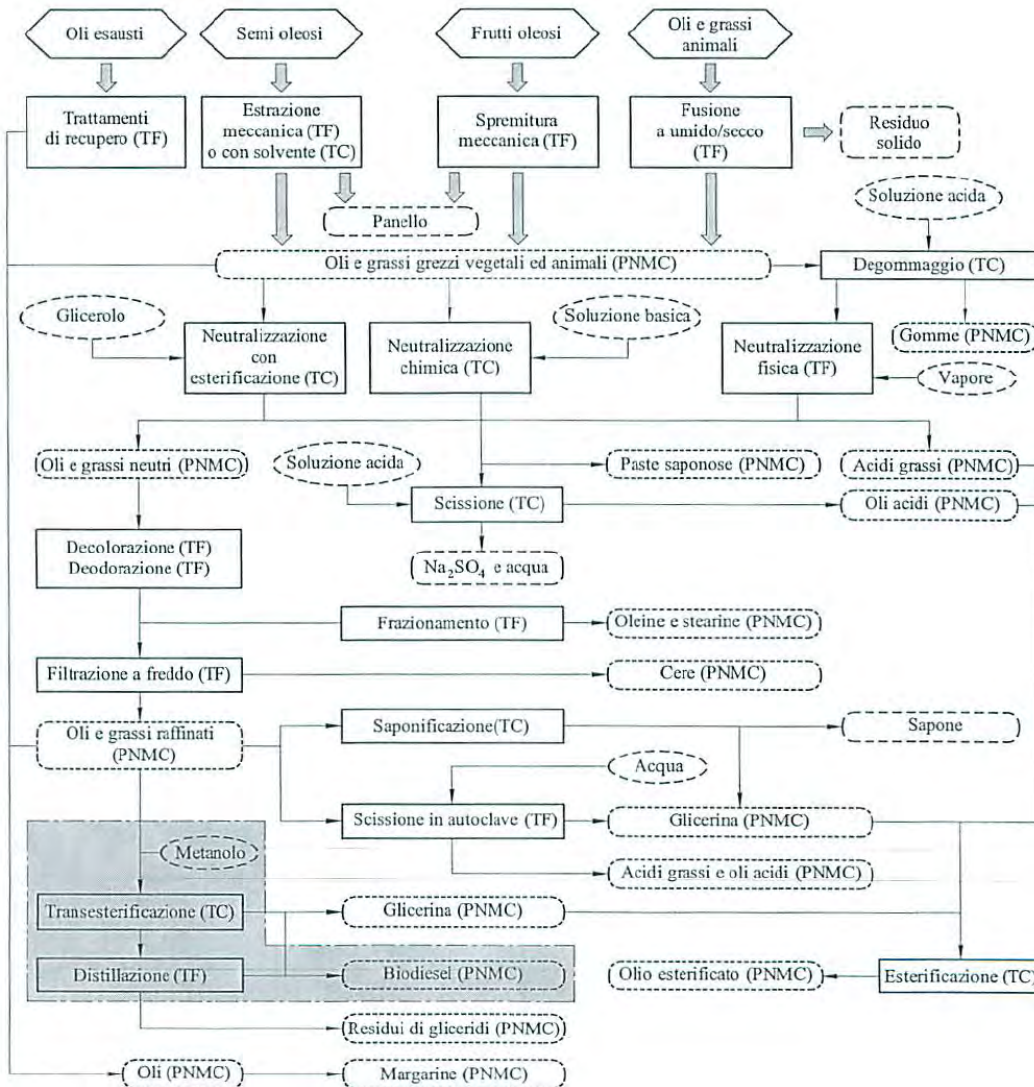 Oli esausti
Semi oleosi
Frutti oleosi
Oli e grassi
animali
Trattamenti
di recupero (TF)
Estrazione
meccanica (TF)
o con solvente (TC)
Spremitura
meccanica (TF)
Fusione
a umido/secco
(TF)
Residuo
solido
Panello
Soluzione acida
Oli e grassi grezzi vegetali ed animali (PNMC)
Degommaggio (TC)
Glicerolo
Soluzione basica
Neutralizzazione
con
esterificazione (TC)
Neutralizzazione
chimica (TC)
Neutralizzazione
fisica (TF)
Gomme (PNMC)
Vapore
Oli e grassi neutri (PNMC)
Soluzione acida
Paste saponose (PNMC)
Acidi grassi (PNMC)
Scissione (TC)
Oli acidi (PNMC)
Decolorazione (TF)
Deodorazione (TF)
Na2SO4 e acqua
Frazionamento (TF)
Oleine e stearine (PNMC)
Filtrazione a freddo (TF)
Cere (PNMC)
Oli e grassi raffinati
(PNMC)
Saponificazione(TC)
Sapone
Acqua
Scissione in autoclave (TF)
Glicerina (PNMC)
Metanolo
Acidi grassi e oli acidi (PNMC)
Transesterificazione (TC)
Glicerina (PNMC)
Distillazione (TF)
Biodiesel (PNMC)
Olio esterificato (PNMC)
Esterificazione (TC)
Residui di gliceridi (PNMC)
Oli (PNMC)
Margarine (PNMC)